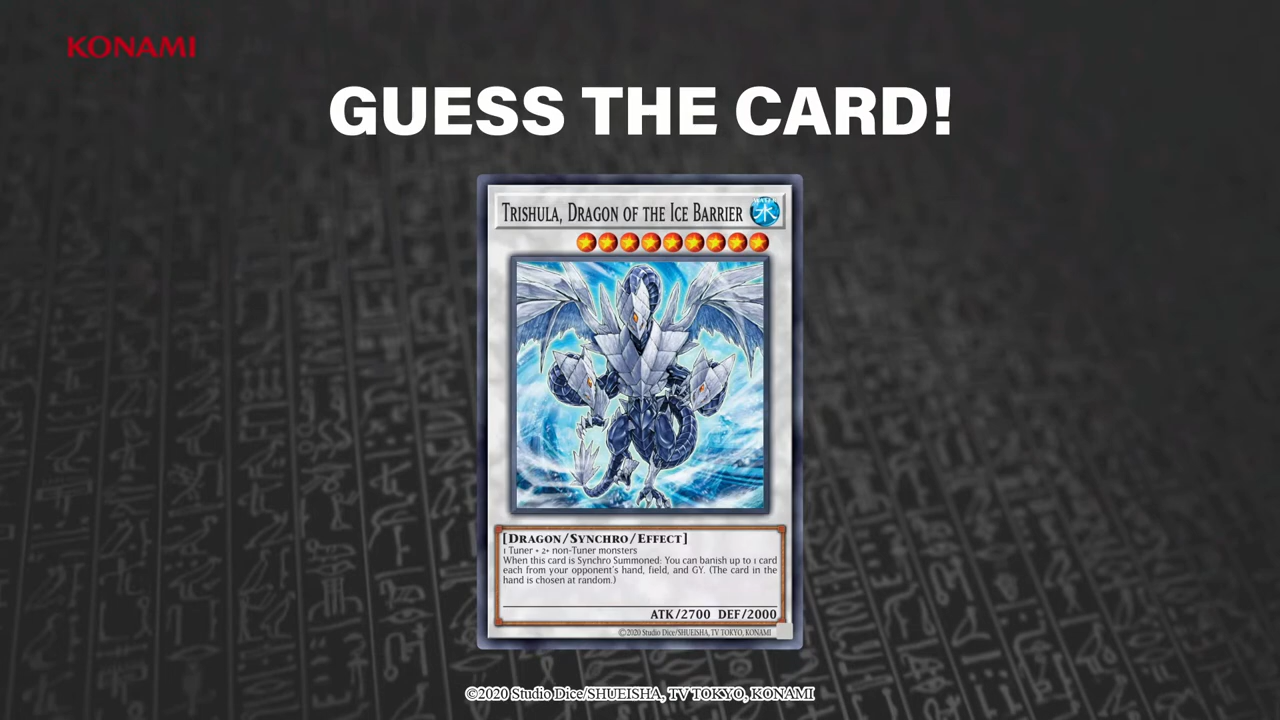 KONAMI
GUESS THE CARD!
TRISHULA, DRAGON OF THE ICE BARRIER
WATER
水
[DRAGON/SYNCHRO/EFFECT]
1 Tuner + 2+ non-Tuner monsters
When this card is Synchro Summoned: You can banish up to 1 card
each from your opponent's hand, field, and GY. (The card in the
hand is chosen at random.)
ATK/2700 DEF/2000
©2020 Studio Dice/SHUEISHA, TV TOKYO, KONAMI
©2020 Studio Dice/SHUEISHA, TV TOKYO, KONAMI